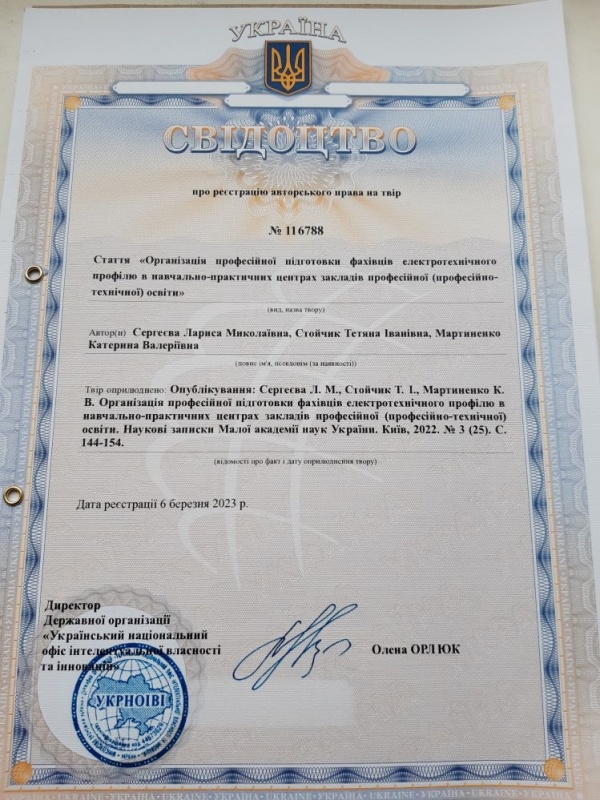 УКРАЇНА
СВІДОЦТВО
про реєстрацію авторського права на твір
№ 116788
Стаття «Організація професійної підготовки фахівців електротехнічного
профілю в навчально-практичних центрах закладів професійної (професійно-
технічної) освіти»
(вид, назва твору)
Автор(и) Сергеєва Лариса Миколаївна, Стойчик Тетяна Іванівна, Мартиненко
Катерина Валеріївна
(повне ім'я, псевдонім (за наявності))
Твір оприлюднено: Опублікування: Сергеєва Л. М., Стойчик Т. І., Мартиненко К.
В. Організація професійної підготовки фахівців електротехнічного профілю в
навчально-практичних центрах закладів професійної (професійно-технічної)
освіти. Наукові записки Малої академії наук України. Київ, 2022. № 3 (25). С.
144-154.
(відомості про факт і дату оприлюднення твору)
Дата реєстрації 6 березня 2023 р.
Директор
Державної організації
«Український національний
офіс інтелектуальної власності
та інновацій»
Олена ОРЛЮК
УКРНОІВІ